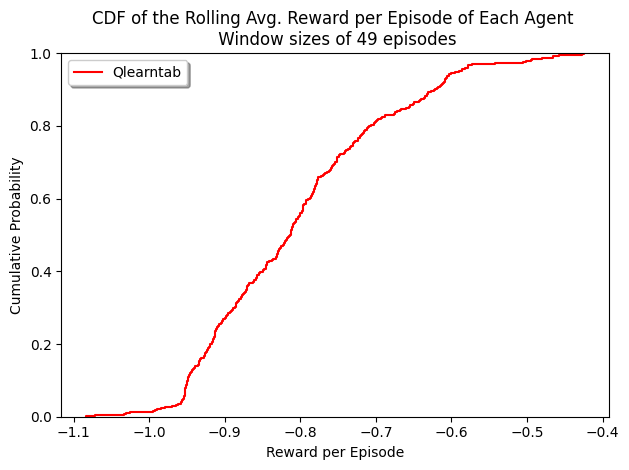 CDF of the Rolling Avg. Reward per Episode of Each Agent
Window sizes of 49 episodes
Qlearntab
Cumulative Probability
1.0
0.8
0.6
0.4
0.2
0.0
−1.1 −1.0 −0.9 −0.8 −0.7 −0.6 −0.5 −0.4
Reward per Episode